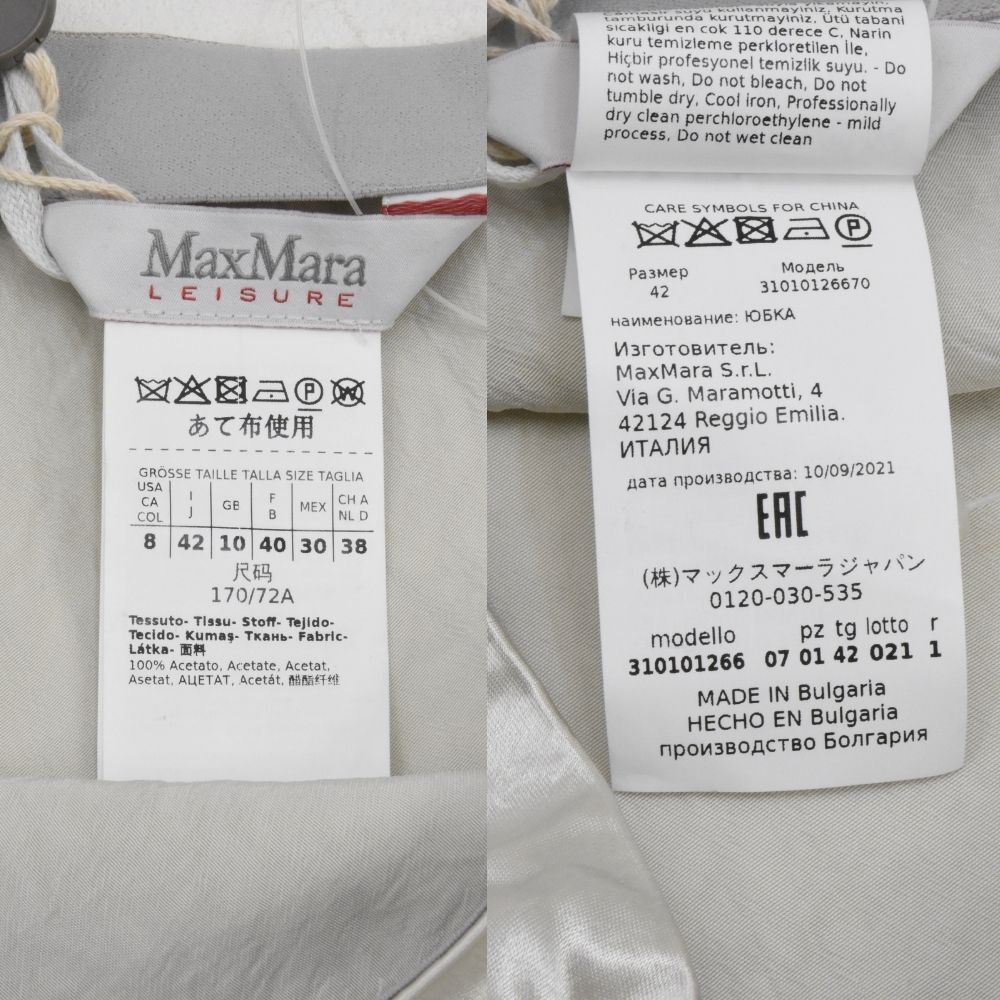 MaxMara
LEISURE
P W
あて布使用
GRÖSSE TAILLE TALLA SIZE TAGLIA
USA CA COL | I J | GB | F B | MEX | CH A NL D
8 | 42 | 10 | 40 | 30 | 38
尺码
170/72A
Tessuto- Tissu- Stoff- Tejido-
Tecido- Kumaş- Ткань- Fabric-
Látka- 面料
100% Acetato, Acetate, Acetat,
Asetat, АЦЕТАТ, Acetát, 醋酯纤维
suyu kullanmayiniz, Kurutma
tamburunda kurutmayiniz, Ütü tabani
sicakligi en cok 110 derece C, Narin
kuru temizleme perkloretilen İle,
Hiçbir profesyonel temizlik suyu. - Do
not wash, Do not bleach, Do not
tumble dry, Cool iron, Professionally
dry clean perchloroethylene - mild
process, Do not wet clean
CARE SYMBOLS FOR CHINA
P
Размер Модель
42 31010126670
наименование: ЮБКА
Изготовитель:
MaxMara S.r.L.
Via G. Maramotti, 4
42124 Reggio Emilia.
ИТАЛИЯ
дата производства: 10/09/2021
EAC
(株)マックスマーラジャパン
0120-030-535
modello pz tg lotto r
310101266 07 01 42 021 1
MADE IN Bulgaria
HECHO EN Bulgaria
производство Болгария